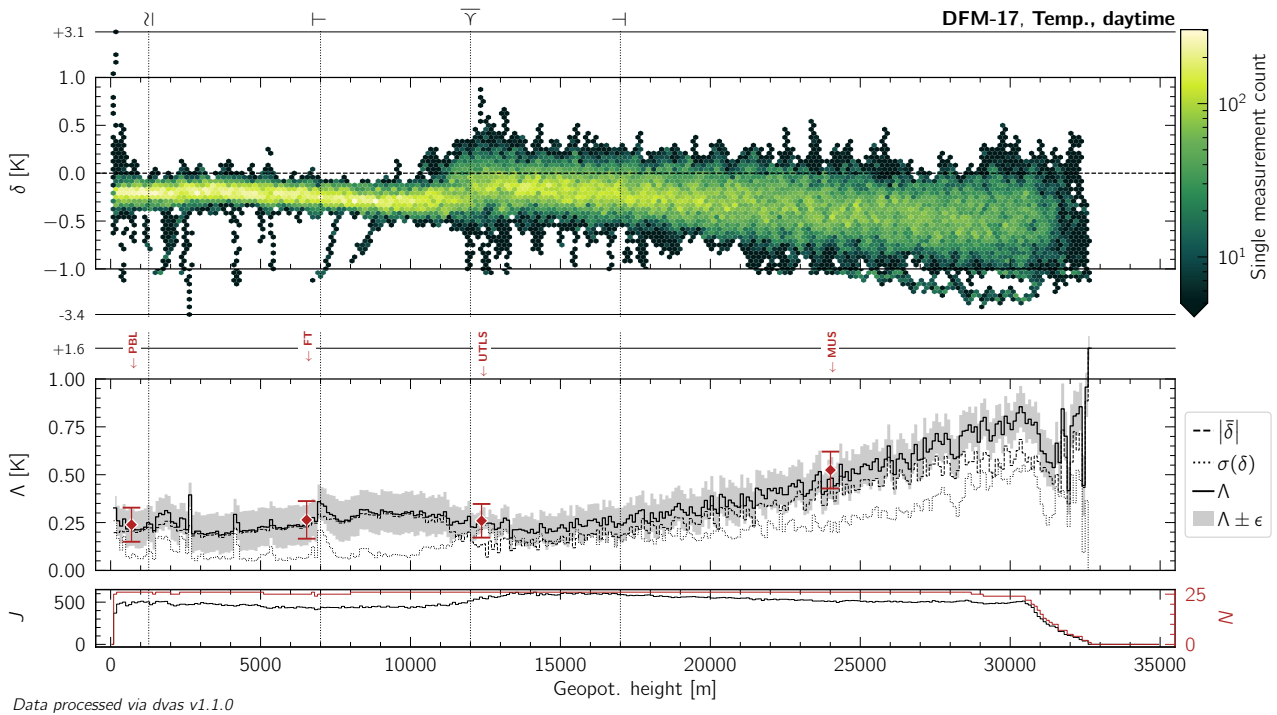 DFM-17, Temp., daytime
+3.1
1.0
0.5
0.0
−0.5
−1.0
−3.4
δ [K]
10²
10¹
Single measurement count
PBL
FT
UTLS
MUS
+1.6
1.00
0.75
0.50
0.25
0.00
Λ [K]
|δ̄|
σ(δ)
Λ
Λ ± ϵ
500
0
J
25
0
N
0 5000 10000 15000 20000 25000 30000 35000
Geopot. height [m]
Data processed via dvas v1.1.0